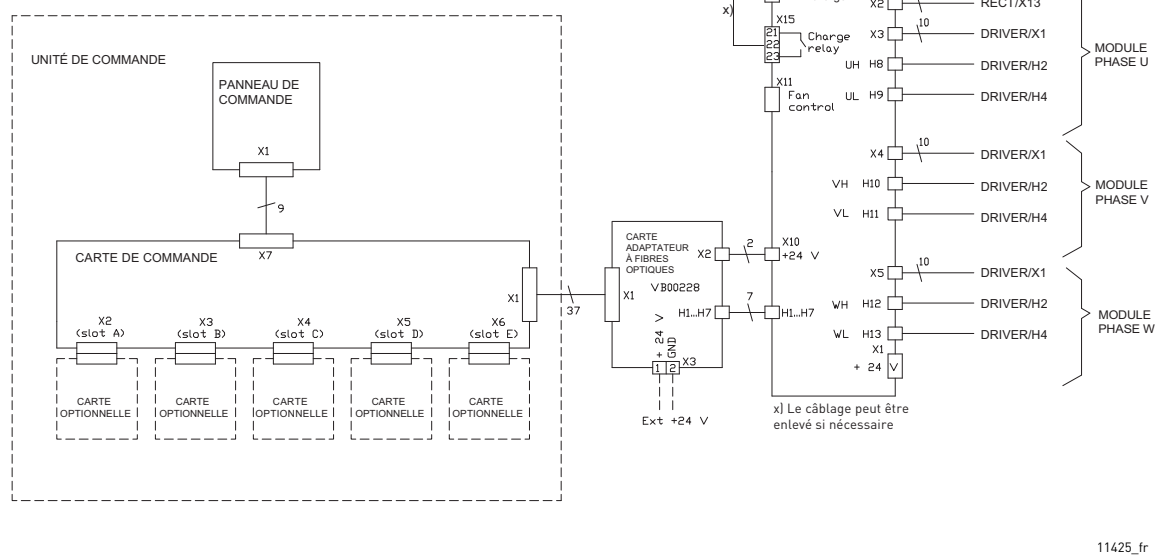 x)
X15
21
22
23
Charge
relay
X11
Fan
control
X2
RECT/X13
X3
10
DRIVER/X1
UH H8
DRIVER/H2
UL H9
DRIVER/H4
MODULE
PHASE U
X4
10
DRIVER/X1
VH H10
DRIVER/H2
VL H11
DRIVER/H4
MODULE
PHASE V
X5
10
DRIVER/X1
WH H12
DRIVER/H2
WL H13
DRIVER/H4
MODULE
PHASE W
X1
+ 24 V
UNITÉ DE COMMANDE
PANNEAU DE
COMMANDE
X1
9
X7
CARTE DE COMMANDE
X1
37
X2
(slot A)
X3
(slot B)
X4
(slot C)
X5
(slot D)
X6
(slot E)
CARTE
OPTIONNELLE
CARTE
OPTIONNELLE
CARTE
OPTIONNELLE
CARTE
OPTIONNELLE
CARTE
OPTIONNELLE
CARTE
ADAPTATEUR
À FIBRES
OPTIQUES
VB00228
X1
X2
2
X10
+24 V
H1...H7
7
H1...H7
+ 24 V
GND
1 2
X3
Ext +24 V
x) Le câblage peut être
enlevé si nécessaire
11425_fr